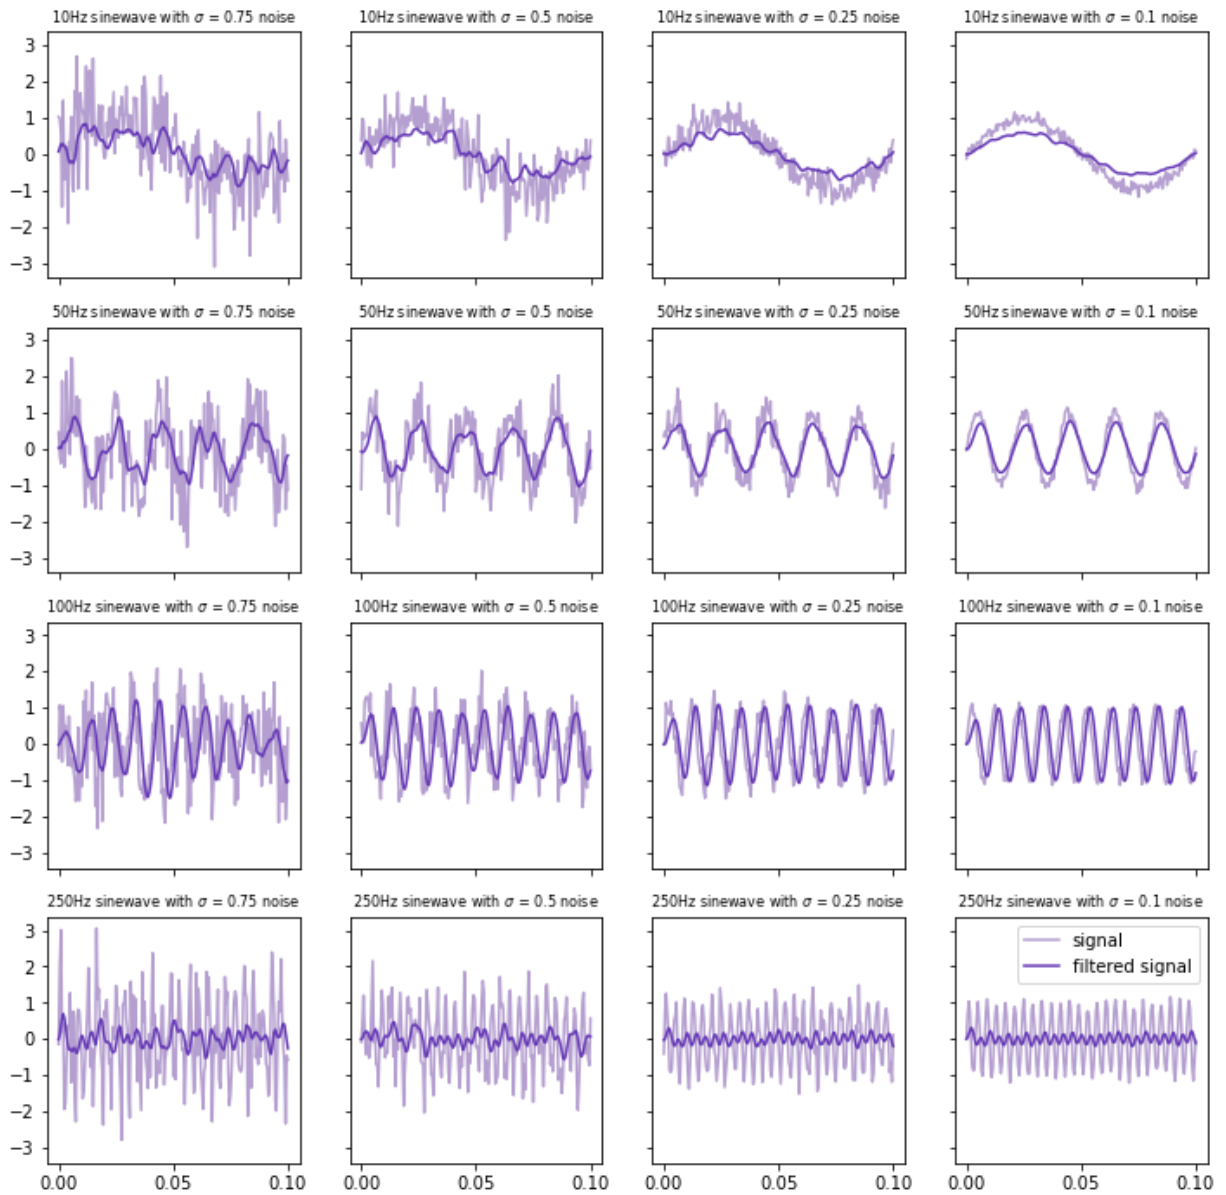 10Hz sinewave with σ = 0.75 noise
10Hz sinewave with σ = 0.5 noise
10Hz sinewave with σ = 0.25 noise
10Hz sinewave with σ = 0.1 noise
3
2
1
0
−1
−2
−3
50Hz sinewave with σ = 0.75 noise
50Hz sinewave with σ = 0.5 noise
50Hz sinewave with σ = 0.25 noise
50Hz sinewave with σ = 0.1 noise
3
2
1
0
−1
−2
−3
100Hz sinewave with σ = 0.75 noise
100Hz sinewave with σ = 0.5 noise
100Hz sinewave with σ = 0.25 noise
100Hz sinewave with σ = 0.1 noise
3
2
1
0
−1
−2
−3
250Hz sinewave with σ = 0.75 noise
250Hz sinewave with σ = 0.5 noise
250Hz sinewave with σ = 0.25 noise
250Hz sinewave with σ = 0.1 noise
signal
filtered signal
3
2
1
0
−1
−2
−3
0.00 0.05 0.10
0.00 0.05 0.10
0.00 0.05 0.10
0.00 0.05 0.10